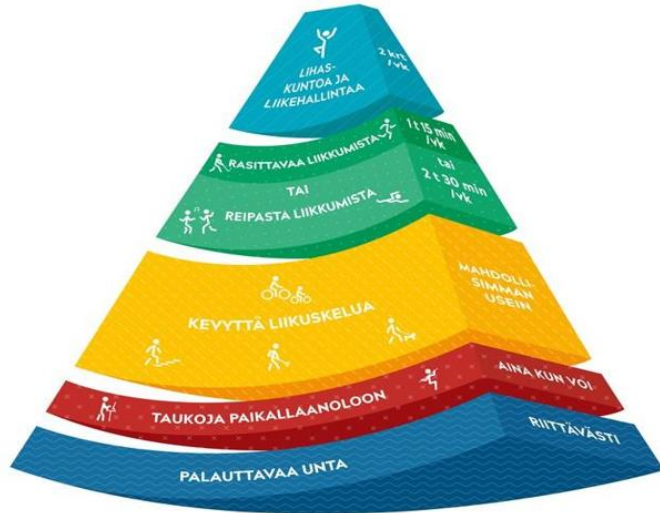 LIHAS-
KUNTOA JA
LIIKEHALLINTAA
2 krt
/vk
RASITTAVAA LIIKKUMISTA
1 t 15 min
/vk
TAI
tai
REIPASTA LIIKKUMISTA
2 t 30 min
/vk
KEVYTTÄ LIIKUSKELUA
MAHDOLLI-
SIMMAN
USEIN
TAUKOJA PAIKALLAANOLOON
AINA KUN VOI
PALAUTTAVAA UNTA
RIITTÄVÄSTI